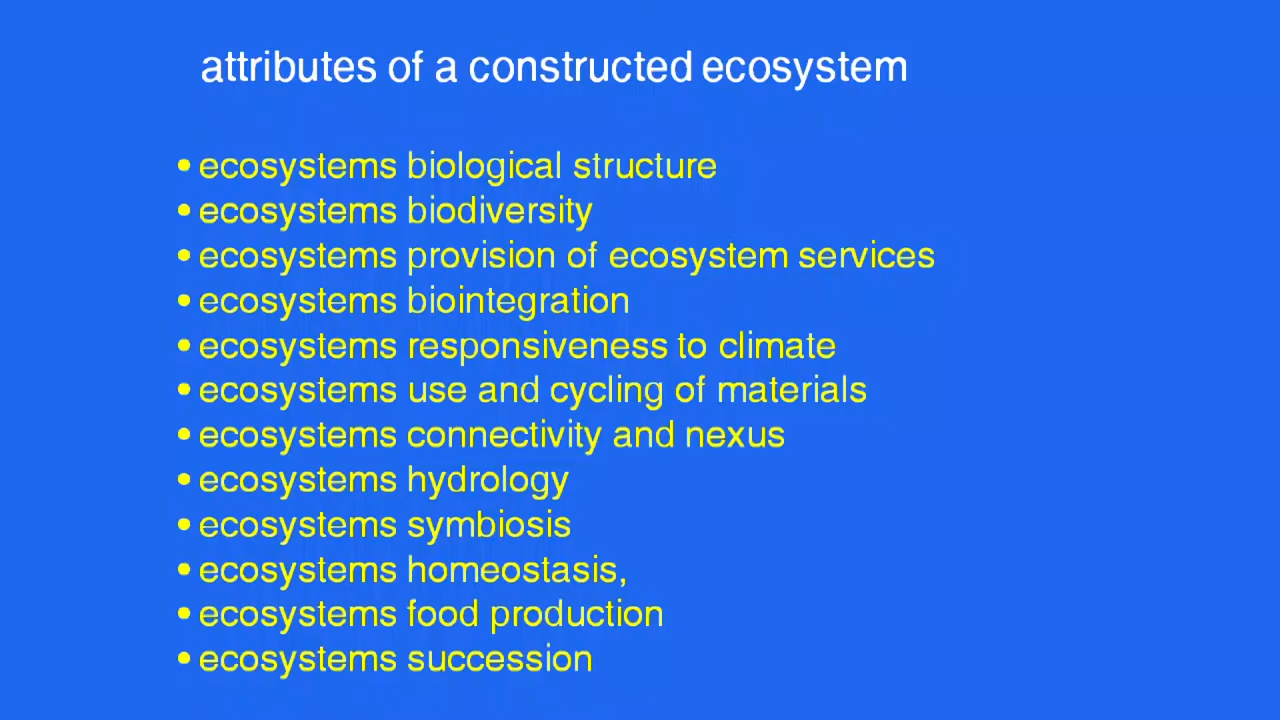 attributes of a constructed ecosystem
• ecosystems biological structure
• ecosystems biodiversity
• ecosystems provision of ecosystem services
• ecosystems biointegration
• ecosystems responsiveness to climate
• ecosystems use and cycling of materials
• ecosystems connectivity and nexus
• ecosystems hydrology
• ecosystems symbiosis
• ecosystems homeostasis,
• ecosystems food production
• ecosystems succession